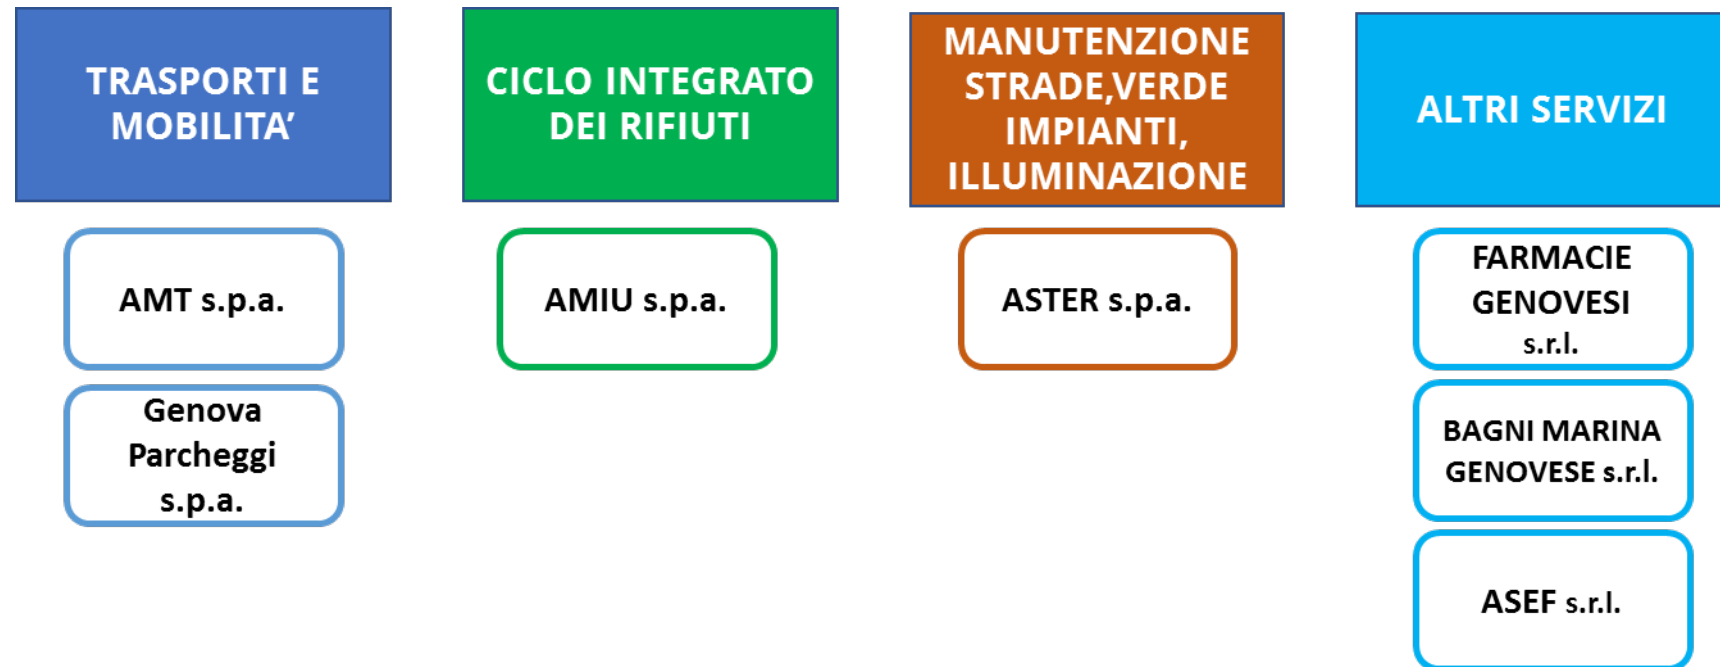 TRASPORTI E
MOBILITA’
CICLO INTEGRATO
DEI RIFIUTI
MANUTENZIONE
STRADE,VERDE
IMPIANTI,
ILLUMINAZIONE
ALTRI SERVIZI
AMT s.p.a.
Genova
Parcheggi
s.p.a.
AMIU s.p.a.
ASTER s.p.a.
FARMACIE
GENOVESI
s.r.l.
BAGNI MARINA
GENOVESE s.r.l.
ASEF s.r.l.